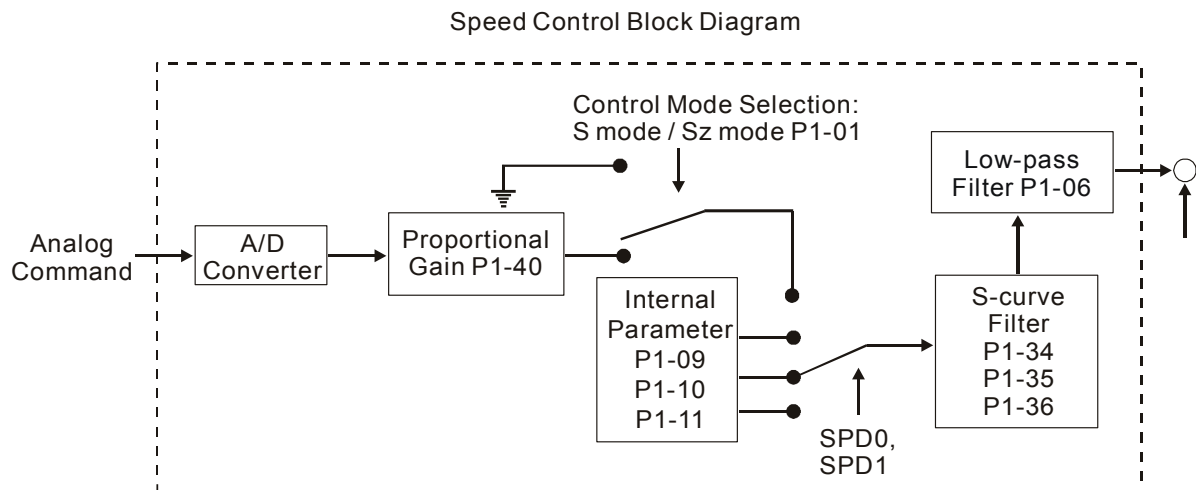 Speed Control Block Diagram
Control Mode Selection:
S mode / Sz mode P1-01
Low-pass
Filter P1-06
Analog
Command
A/D
Converter
Proportional
Gain P1-40
Internal
Parameter
P1-09
P1-10
P1-11
S-curve
Filter
P1-34
P1-35
P1-36
SPD0,
SPD1